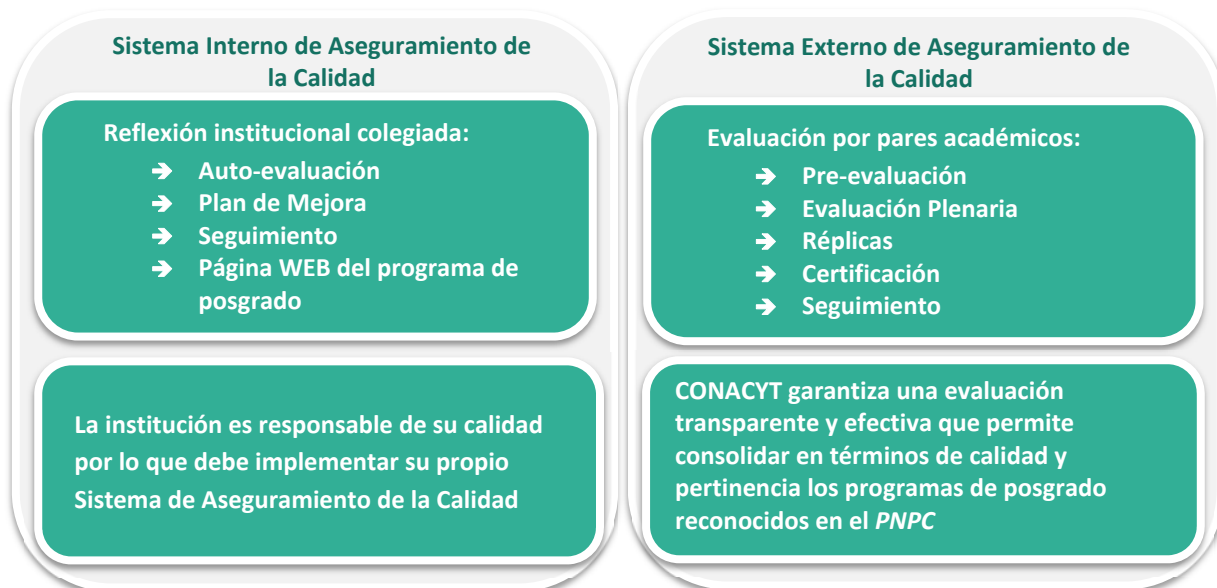 Sistema Interno de Aseguramiento de
la Calidad
Reflexión institucional colegiada:
➔ Auto-evaluación
➔ Plan de Mejora
➔ Seguimiento
➔ Página WEB del programa de
posgrado
La institución es responsable de su calidad
por lo que debe implementar su propio
Sistema de Aseguramiento de la Calidad
Sistema Externo de Aseguramiento de
la Calidad
Evaluación por pares académicos:
➔ Pre-evaluación
➔ Evaluación Plenaria
➔ Réplicas
➔ Certificación
➔ Seguimiento
CONACYT garantiza una evaluación
transparente y efectiva que permite
consolidar en términos de calidad y
pertinencia los programas de posgrado
reconocidos en el PNPC